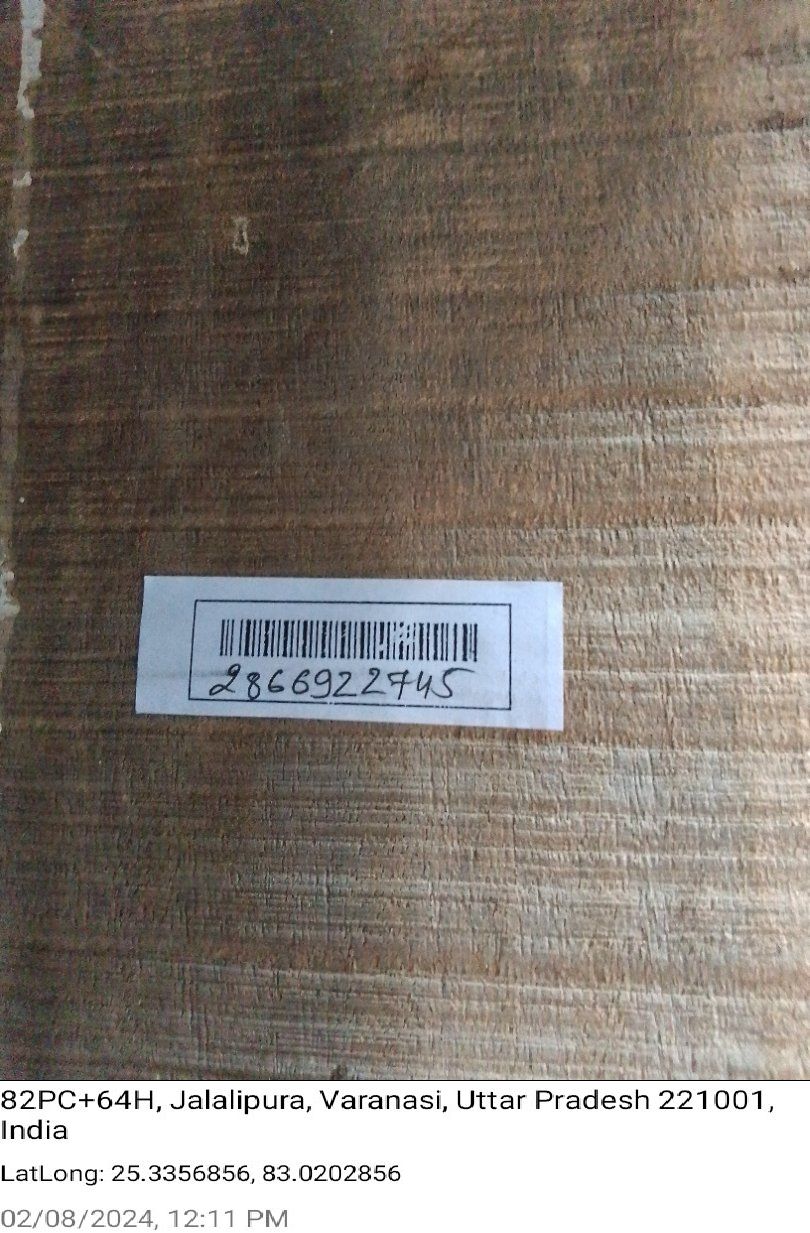 2866922745
82PC+64H, Jalalipura, Varanasi, Uttar Pradesh 221001,
India
LatLong: 25.3356856, 83.0202856
02/08/2024, 12:11 PM